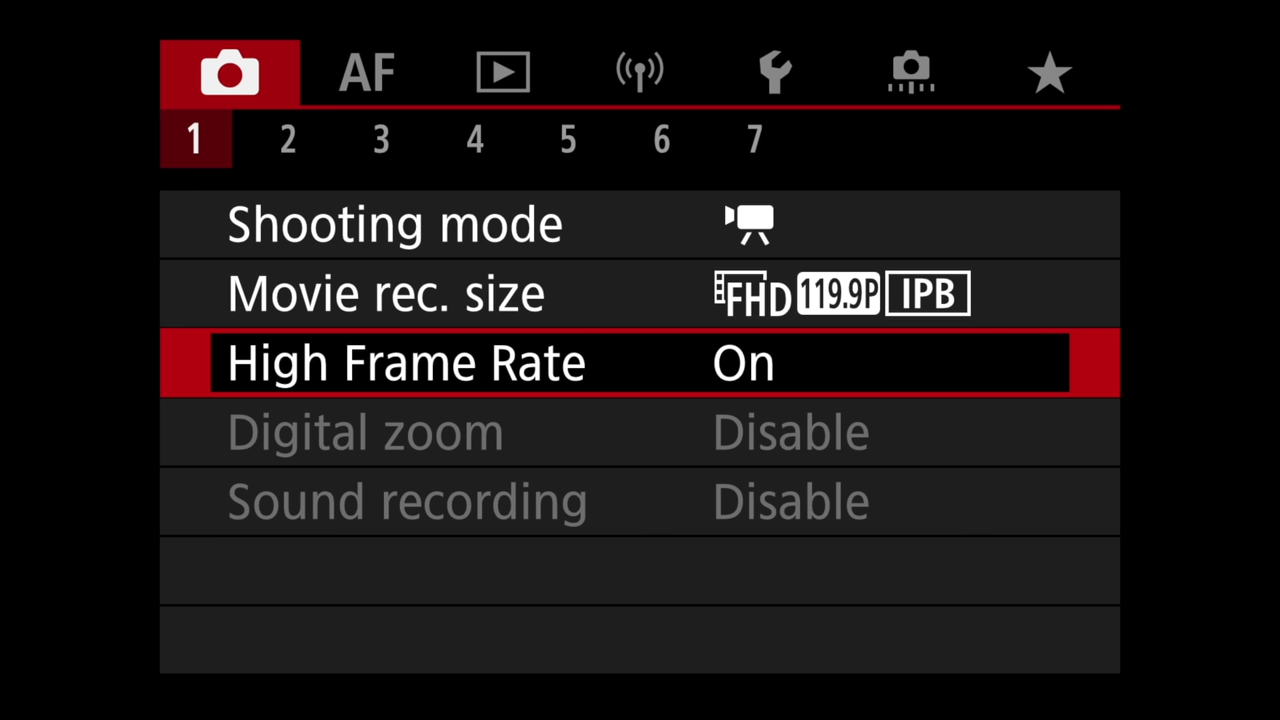 AF
1 2 3 4 5 6 7
Shooting mode
Movie rec. size FHD 119.9P IPB
High Frame Rate On
Digital zoom Disable
Sound recording Disable